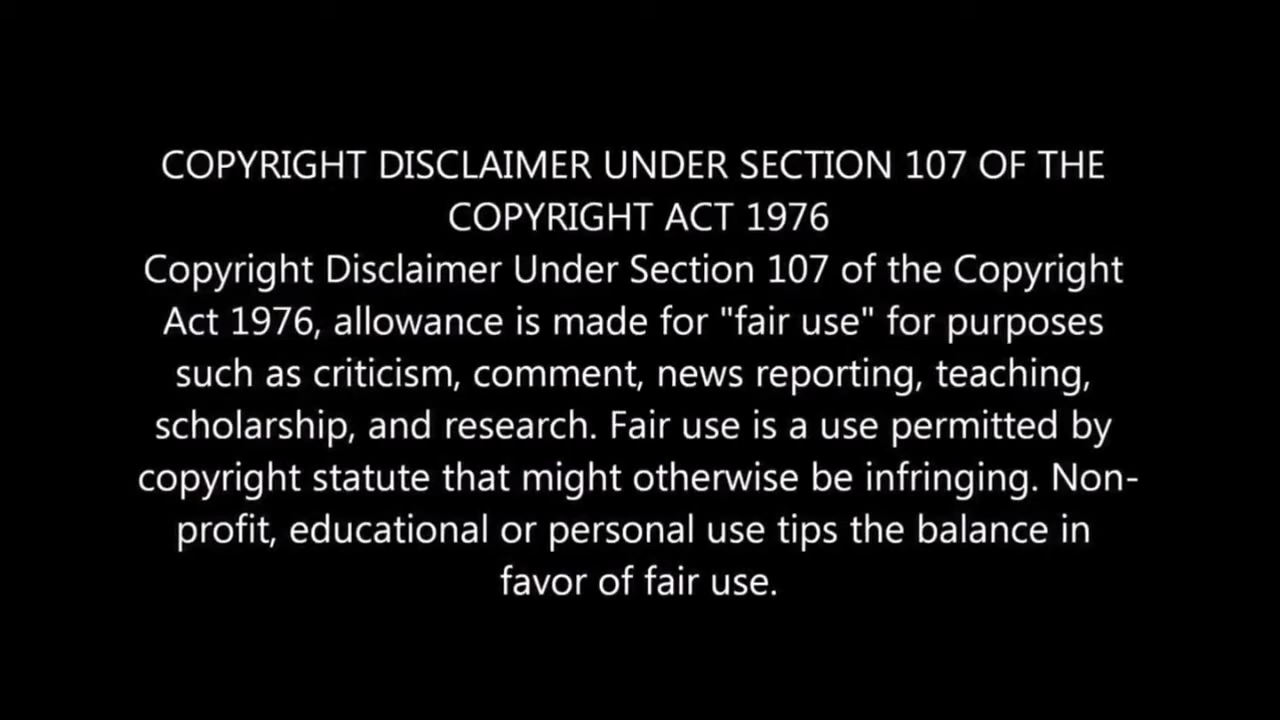 COPYRIGHT DISCLAIMER UNDER SECTION 107 OF THE
COPYRIGHT ACT 1976
Copyright Disclaimer Under Section 107 of the Copyright
Act 1976, allowance is made for "fair use" for purposes
such as criticism, comment, news reporting, teaching,
scholarship, and research. Fair use is a use permitted by
copyright statute that might otherwise be infringing. Non-
profit, educational or personal use tips the balance in
favor of fair use.